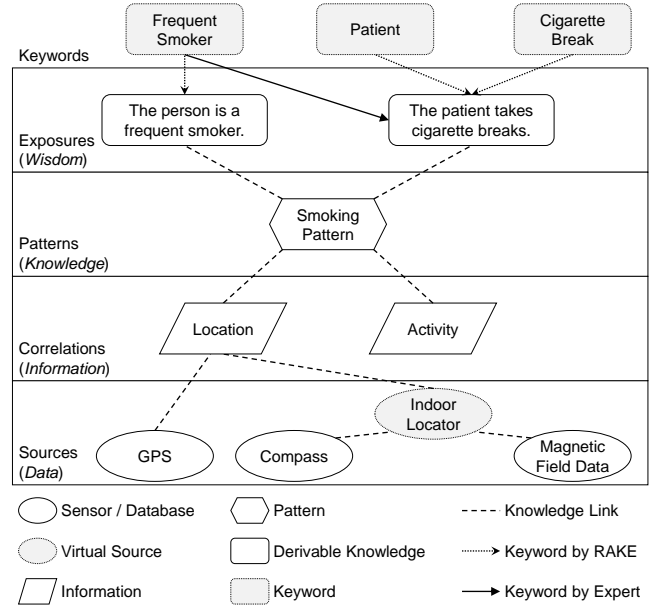 Frequent
Smoker
Patient
Cigarette
Break
Keywords
The person is a
frequent smoker.
The patient takes
cigarette breaks.
Exposures
(Wisdom)
Smoking
Pattern
Patterns
(Knowledge)
Location
Activity
Correlations
(Information)
Indoor
Locator
GPS
Compass
Magnetic
Field Data
Sources
(Data)
Sensor / Database
Pattern
Knowledge Link
Virtual Source
Derivable Knowledge
Keyword by RAKE
Information
Keyword
Keyword by Expert